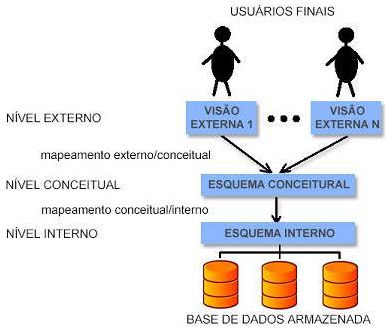 USUÁRIOS FINAIS
NÍVEL EXTERNO
VISÃO
EXTERNA 1
VISÃO
EXTERNA N
mapeamento externo/conceitual
NÍVEL CONCEITUAL
ESQUEMA CONCEITURAL
mapeamento conceitual/interno
NÍVEL INTERNO
ESQUEMA INTERNO
BASE DE DADOS ARMAZENADA